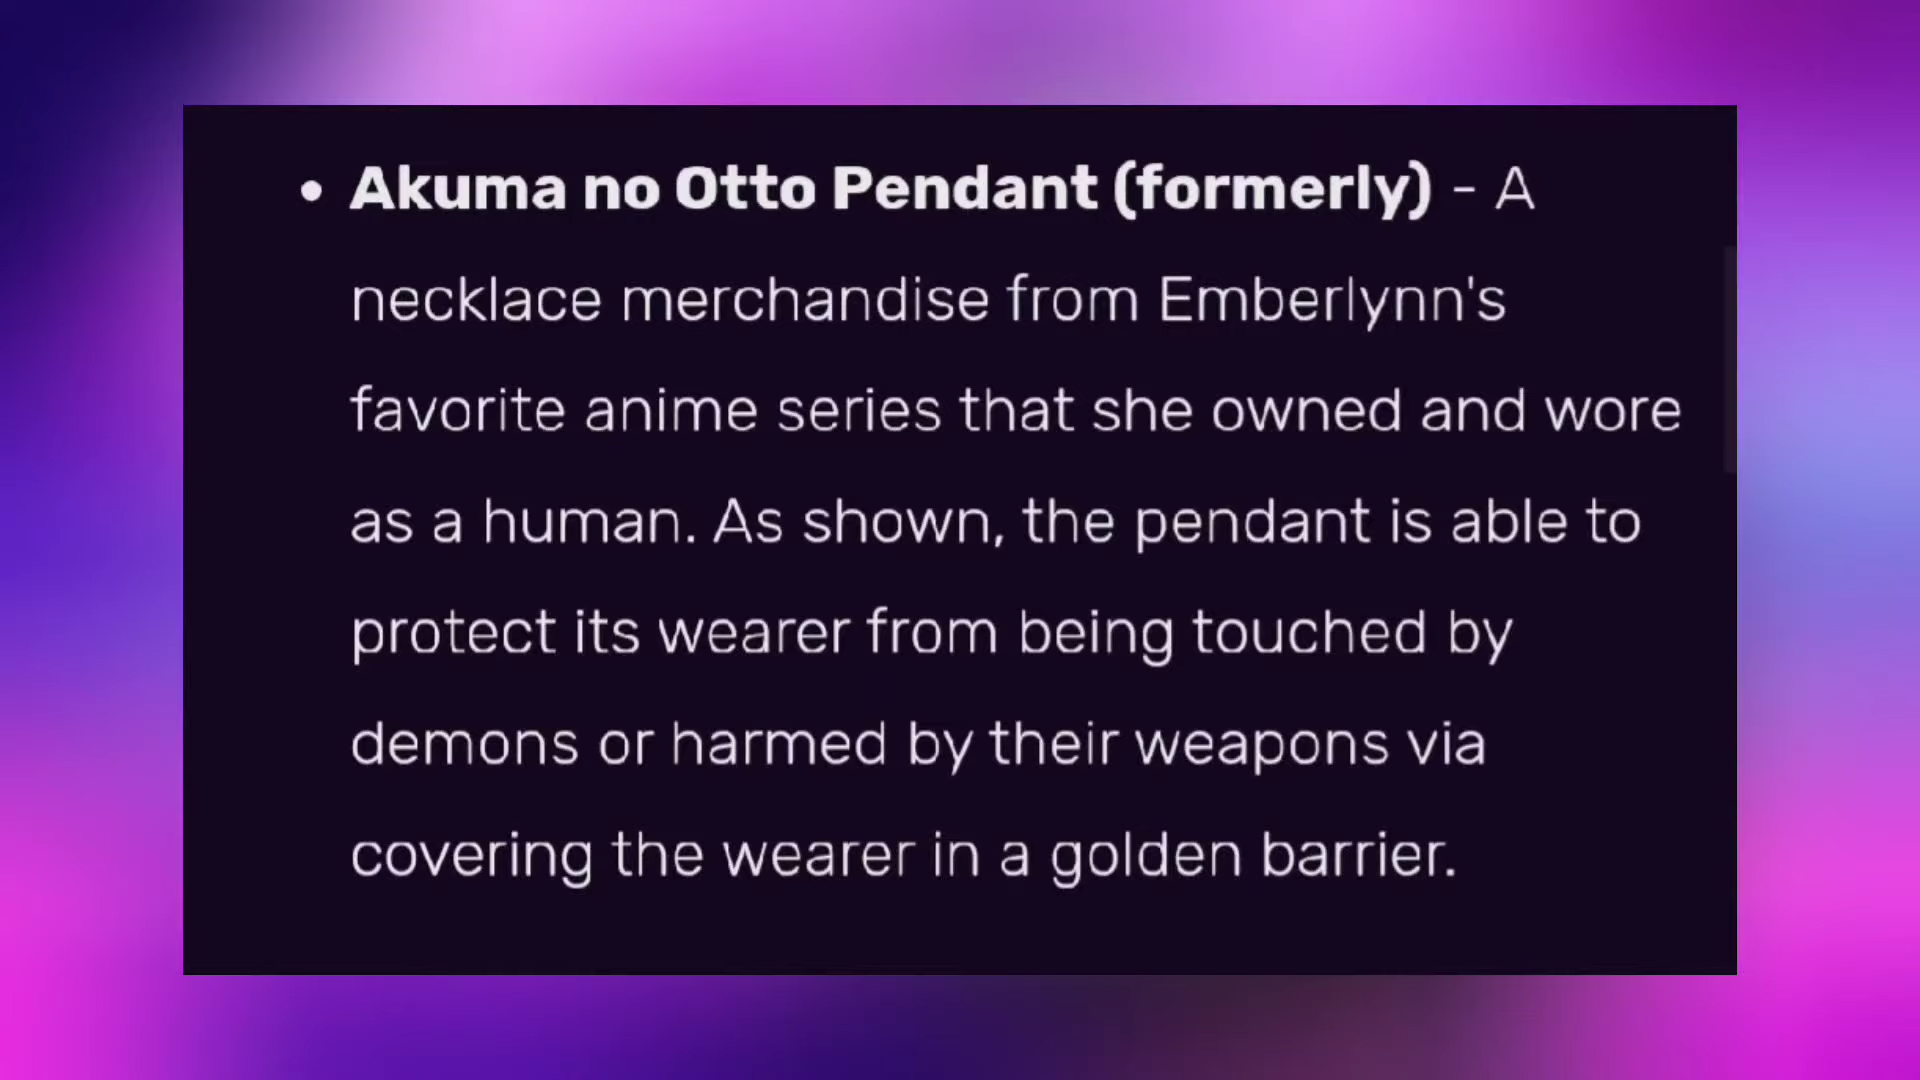 • Akuma no Otto Pendant (formerly) - A
necklace merchandise from Emberlynn's
favorite anime series that she owned and wore
as a human. As shown, the pendant is able to
protect its wearer from being touched by
demons or harmed by their weapons via
covering the wearer in a golden barrier.